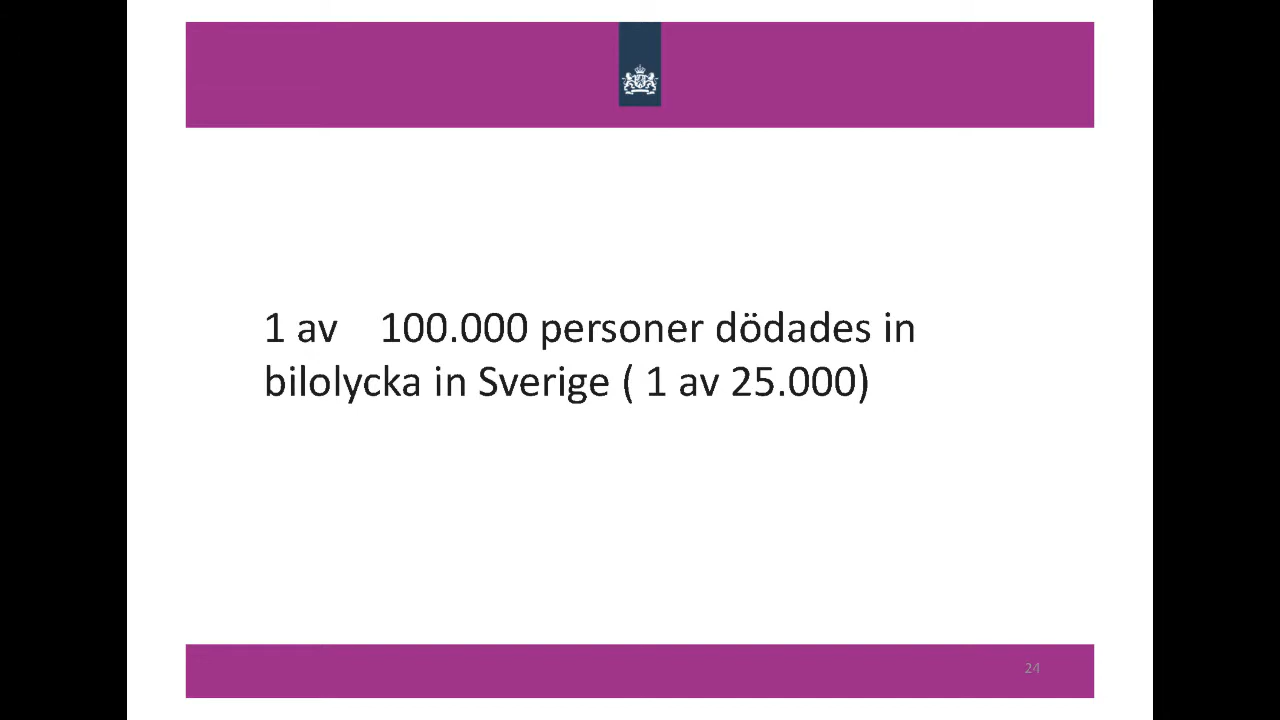 1 av    100.000 personer dödades in
bilolycka in Sverige ( 1 av 25.000)
24